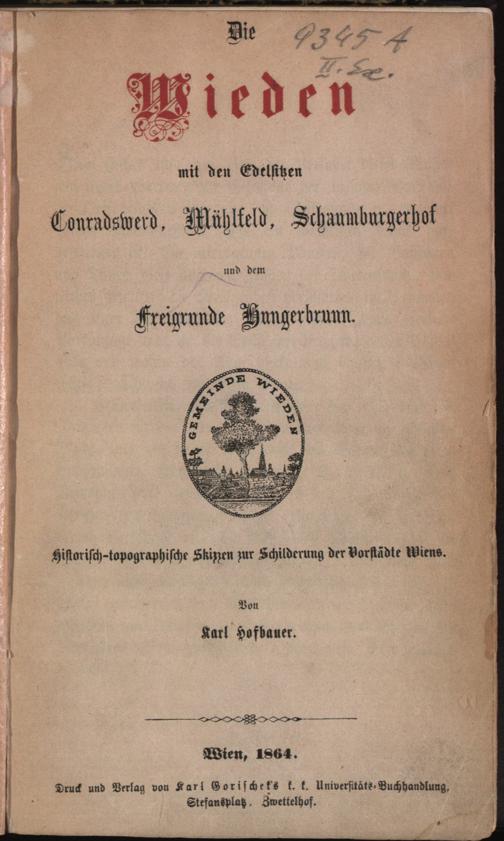 Die
9345 A
II. Ex.
Wieden
mit den Edelsitzen
Conradswerd, Mühlfeld, Schaumburgerhof
und dem
Freigrunde Hungerbrunn.
GEMEINDE WIEDEN
Historisch-topographische Skizzen zur Schilderung der Vorstädte Wiens.
Von
Karl Hofbauer.
Wien, 1864.
Druck und Verlag von Karl Gorischek's k. k. Universitäts-Buchhandlung,
Stefansplatz, Zwettelhof.